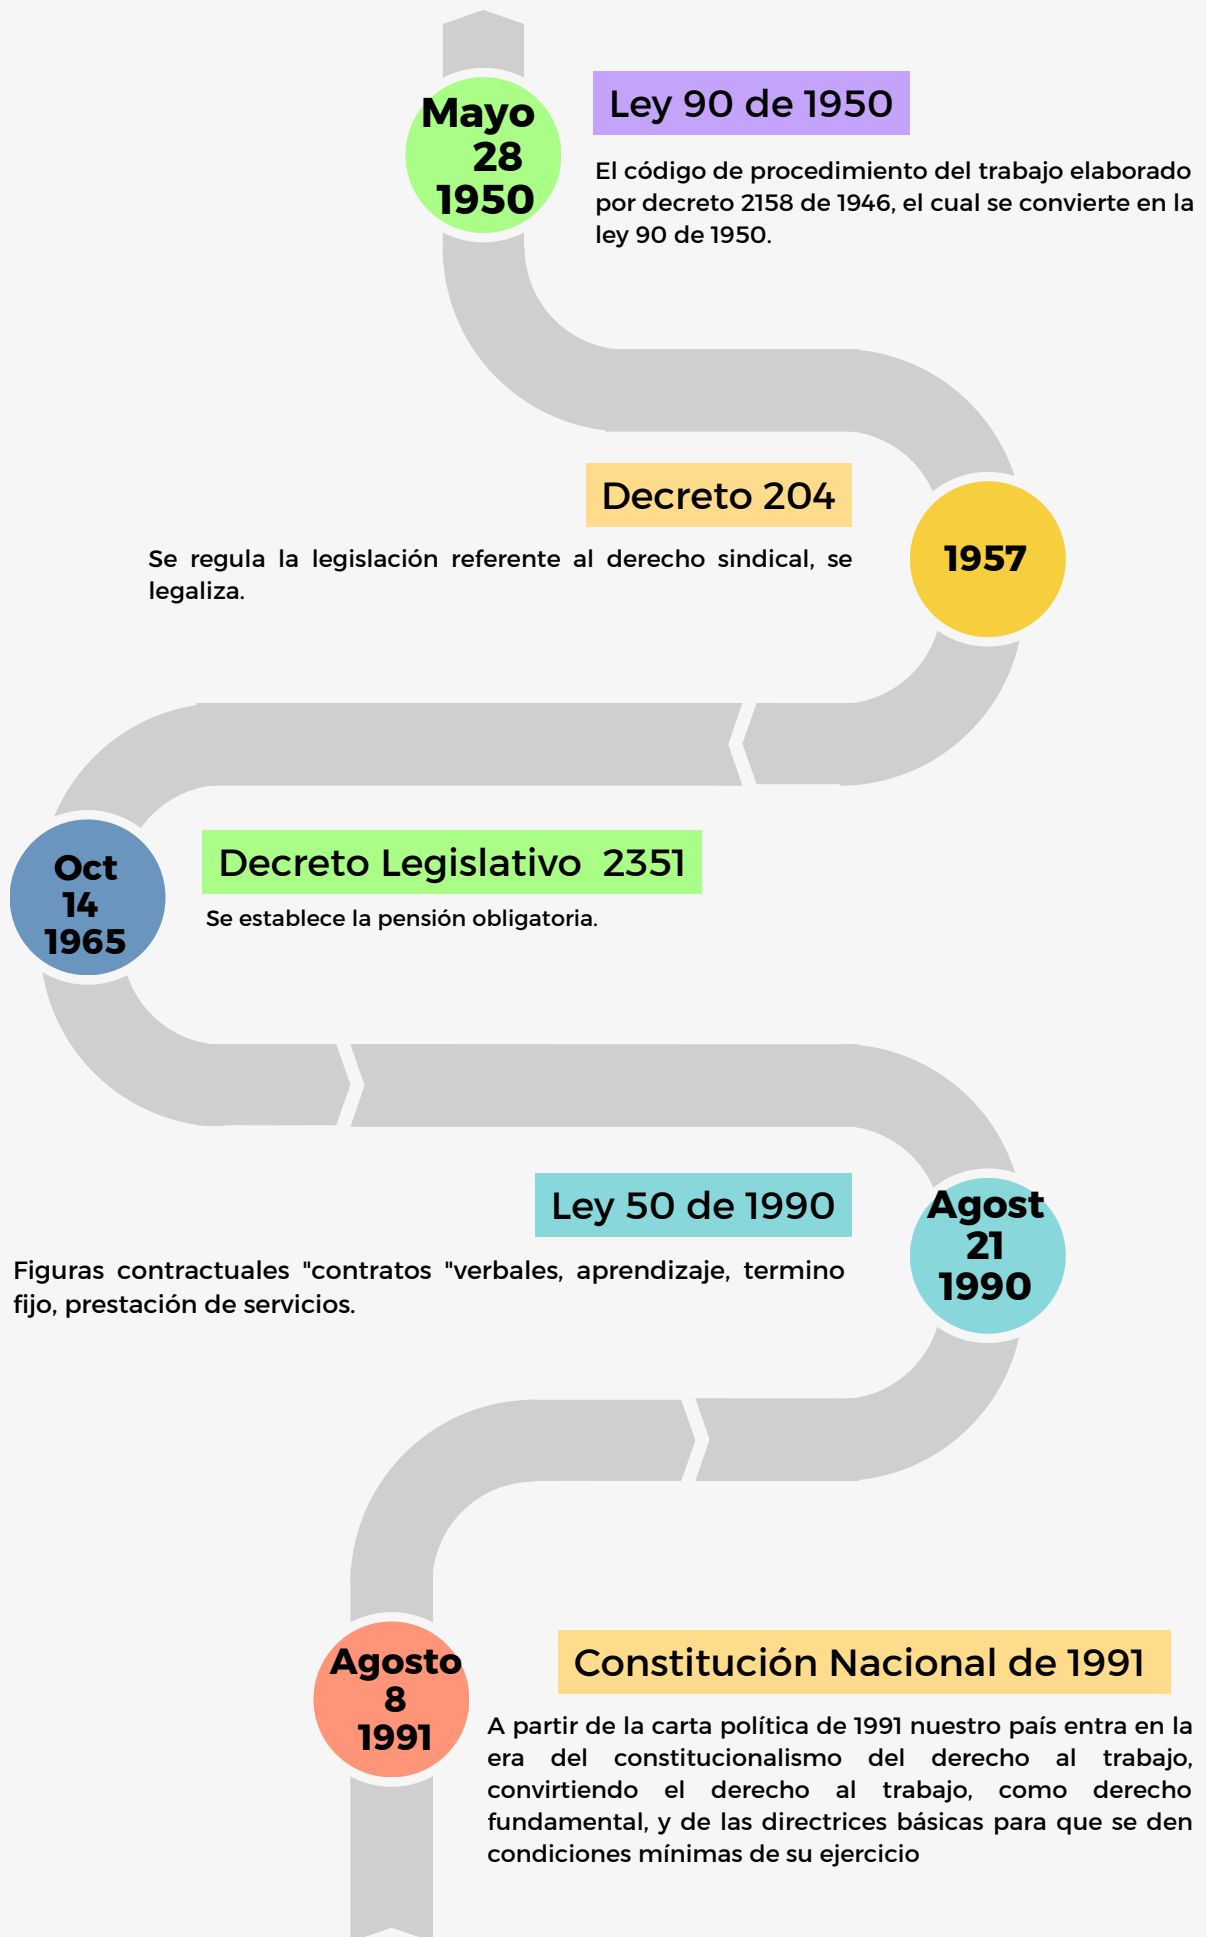 Mayo
28
1950
Ley 90 de 1950
El código de procedimiento del trabajo elaborado
por decreto 2158 de 1946, el cual se convierte en la
ley 90 de 1950.
Decreto 204
Se regula la legislación referente al derecho sindical, se
legaliza.
1957
Oct
14
1965
Decreto Legislativo 2351
Se establece la pensión obligatoria.
Ley 50 de 1990
Figuras contractuales "contratos "verbales, aprendizaje, termino
fijo, prestación de servicios.
Agost
21
1990
Agosto
8
1991
Constitución Nacional de 1991
A partir de la carta política de 1991 nuestro país entra en la
era del constitucionalismo del derecho al trabajo,
convirtiendo el derecho al trabajo, como derecho
fundamental, y de las directrices básicas para que se den
condiciones mínimas de su ejercicio